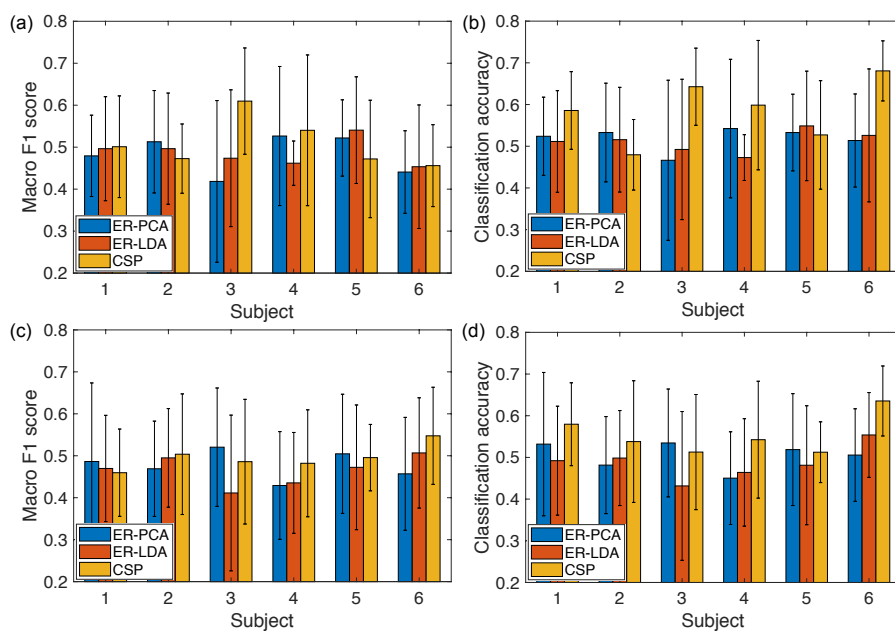 (a)
Macro F1 score
0.8
0.7
0.6
0.5
0.4
0.3
0.2
ER-PCA
ER-LDA
CSP
1 2 3 4 5 6
Subject
(b)
Classification accuracy
0.8
0.7
0.6
0.5
0.4
0.3
0.2
ER-PCA
ER-LDA
CSP
1 2 3 4 5 6
Subject
(c)
Macro F1 score
0.8
0.7
0.6
0.5
0.4
0.3
0.2
ER-PCA
ER-LDA
CSP
1 2 3 4 5 6
Subject
(d)
Classification accuracy
0.8
0.7
0.6
0.5
0.4
0.3
0.2
ER-PCA
ER-LDA
CSP
1 2 3 4 5 6
Subject